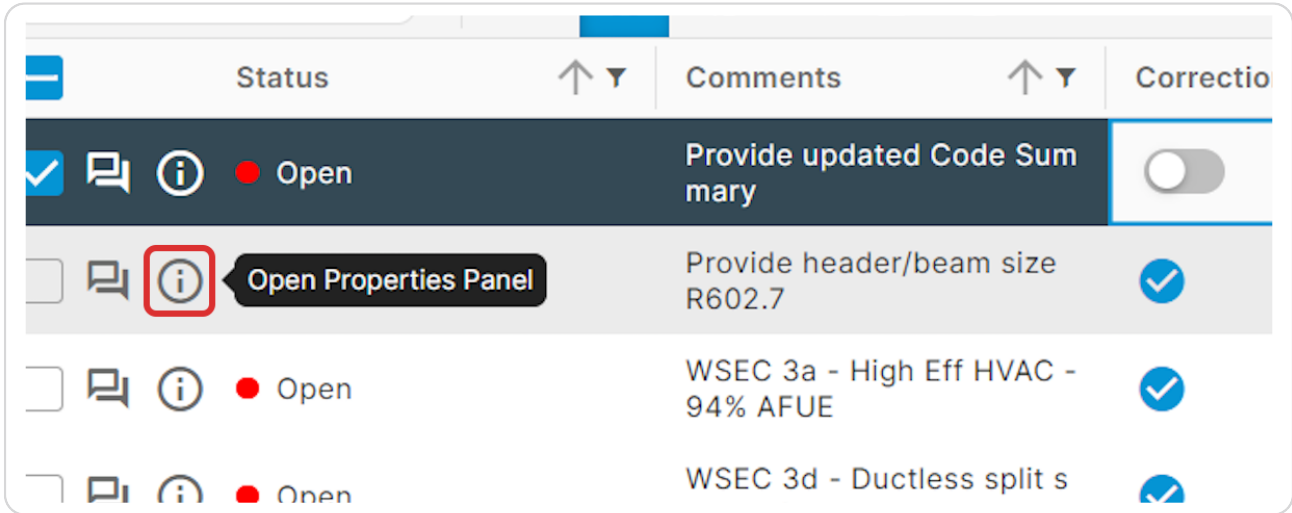 Status
Comments
Correctio
Open
Provide updated Code Sum
mary
Open Properties Panel
Provide header/beam size
R602.7
Open
WSEC 3a - High Eff HVAC -
94% AFUE
Open
WSEC 3d - Ductless split s